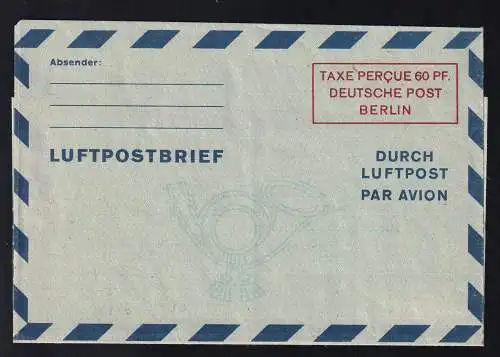 Absender:
TAXE PERÇUE 60 PF.
DEUTSCHE POST
BERLIN
LUFTPOSTBRIEF
DURCH
LUFTPOST
PAR AVION